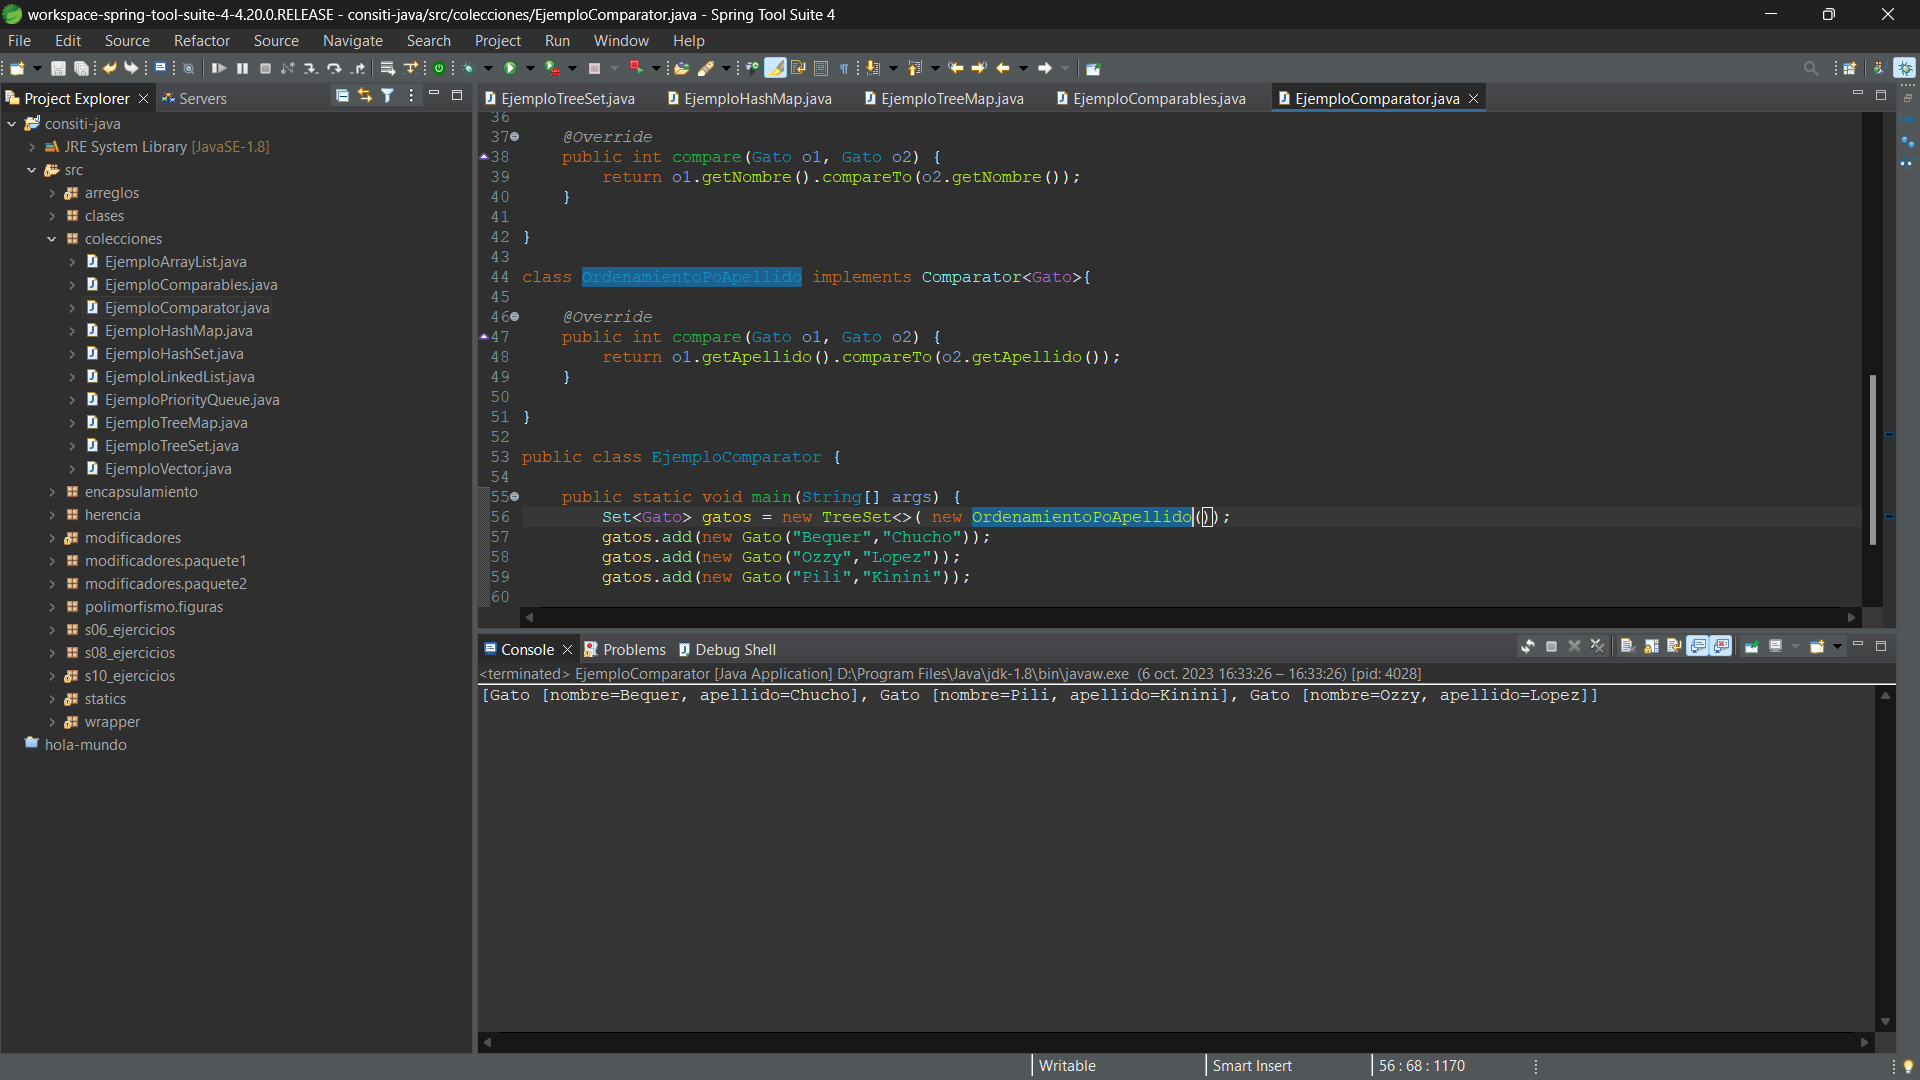 workspace-spring-tool-suite-4-4.20.0.RELEASE - consiti-java/src/colecciones/EjemploComparator.java - Spring Tool Suite 4
File Edit Source Refactor Source Navigate Search Project Run Window Help
Project Explorer Servers
consiti-java
JRE System Library [JavaSE-1.8]
src
arreglos
clases
colecciones
EjemploArrayList.java
EjemploComparables.java
EjemploComparator.java
EjemploHashMap.java
EjemploHashSet.java
EjemploLinkedList.java
EjemploPriorityQueue.java
EjemploTreeMap.java
EjemploTreeSet.java
EjemploVector.java
encapsulamiento
herencia
modificadores
modificadores.paquete1
modificadores.paquete2
polimorfismo.figuras
s06_ejercicios
s08_ejercicios
s10_ejercicios
statics
wrapper
hola-mundo
EjemploTreeSet.java EjemploHashMap.java EjemploTreeMap.java EjemploComparables.java EjemploComparator.java
36
37 @Override
38 public int compare(Gato o1, Gato o2) {
39 return o1.getNombre().compareTo(o2.getNombre());
40 }
41
42 }
43
44 class OrdenamientoPoApellido implements Comparator<Gato>{
45
46 @Override
47 public int compare(Gato o1, Gato o2) {
48 return o1.getApellido().compareTo(o2.getApellido());
49 }
50
51 }
52
53 public class EjemploComparator {
54
55 public static void main(String[] args) {
56 Set<Gato> gatos = new TreeSet<>( new OrdenamientoPoApellido());
57 gatos.add(new Gato("Bequer","Chucho"));
58 gatos.add(new Gato("Ozzy","Lopez"));
59 gatos.add(new Gato("Pili","Kinini"));
60
Console Problems Debug Shell
<terminated> EjemploComparator [Java Application] D:\Program Files\Java\jdk-1.8\bin\javaw.exe (6 oct. 2023 16:33:26 – 16:33:26) [pid: 4028]
[Gato [nombre=Bequer, apellido=Chucho], Gato [nombre=Pili, apellido=Kinini], Gato [nombre=Ozzy, apellido=Lopez]]
Writable Smart Insert 56 : 68 : 1170